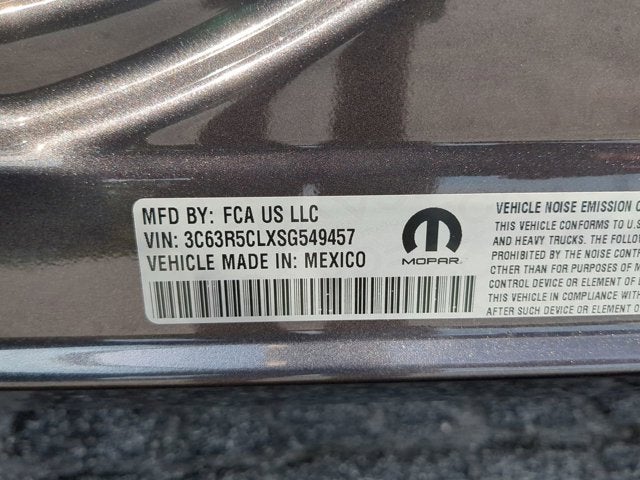 MFD BY: FCA US LLC
VIN: 3C63R5CLXSG549457
VEHICLE MADE IN: MEXICO
MOPAR
VEHICLE NOISE EMISSION
THIS VEHICLE CONFORMS TO U.S.
AND HEAVY TRUCKS. THE FOLLOW
PROHIBITED BY THE NOISE CONTR
OTHER THAN FOR PURPOSES OF M
CONTROL DEVICE OR ELEMENT OF D
THIS VEHICLE IN COMPLIANCE WITH
AFTER SUCH DEVICE OR ELEMENT O